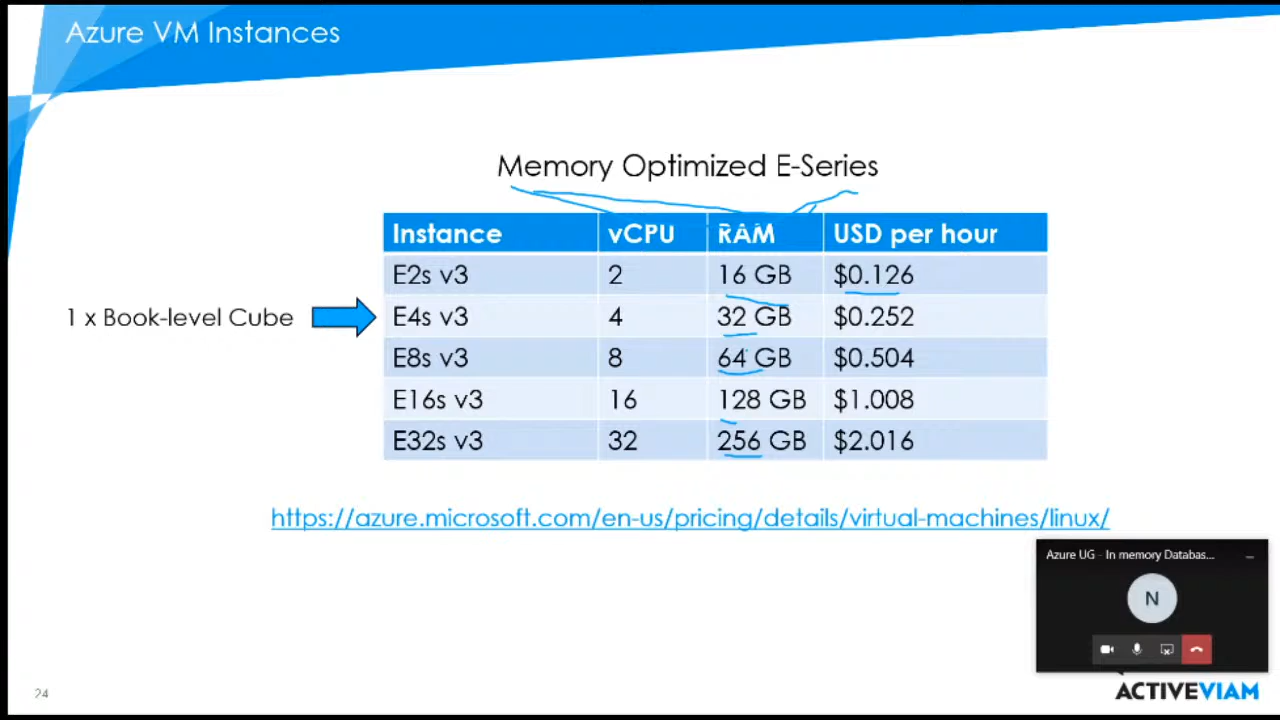 Azure VM Instances
Memory Optimized E-Series
Instance vCPU RAM USD per hour
E2s v3 2 16 GB $0.126
1 x Book-level Cube E4s v3 4 32 GB $0.252
E8s v3 8 64 GB $0.504
E16s v3 16 128 GB $1.008
E32s v3 32 256 GB $2.016
https://azure.microsoft.com/en-us/pricing/details/virtual-machines/linux/
Azure UG - In memory Databas...
N
24
ACTIVEVIAM